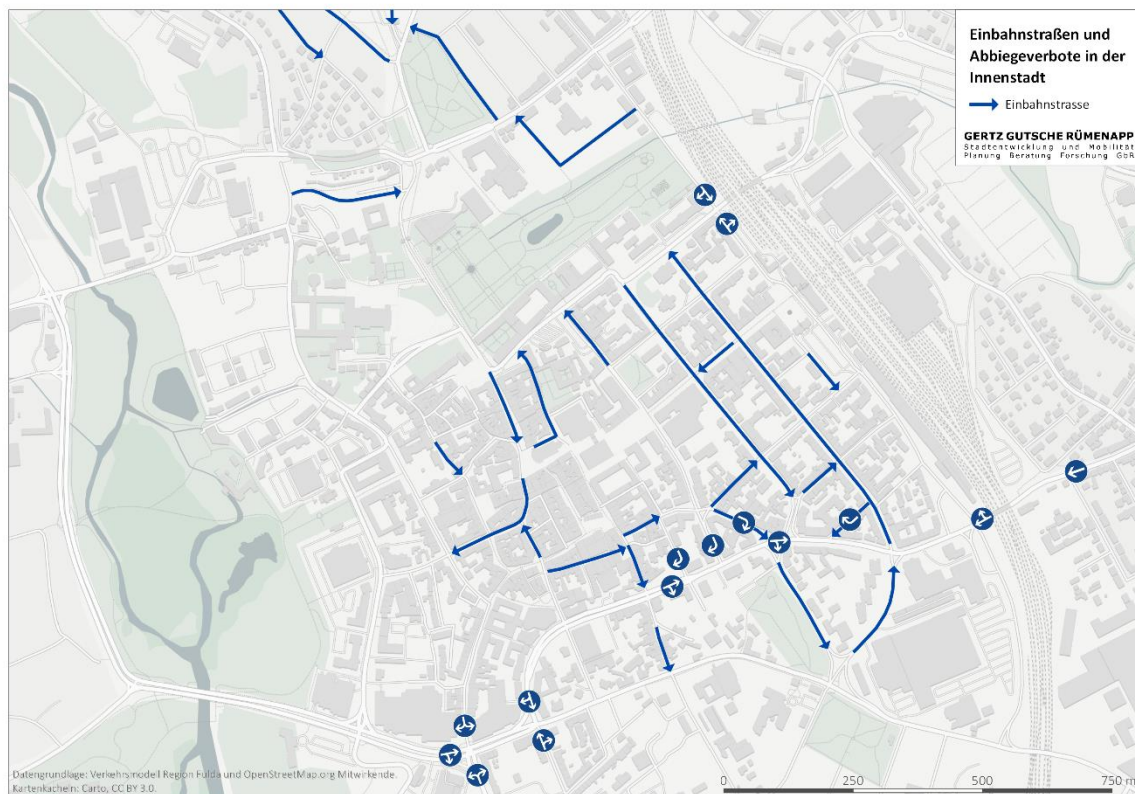 Einbahnstraßen und
Abbiegeverbote in der
Innenstadt
Einbahnstrasse
GERTZ GUTSCHE RÜMENAPP
Stadtentwicklung und Mobilität
Planung Beratung Forschung GbR
Datengrundlage: Verkehrsmodell Region Fulda und OpenStreetMap.org Mitwirkende.
Kartenkacheln: Carto, CC BY 3.0.
0 250 500 750 m